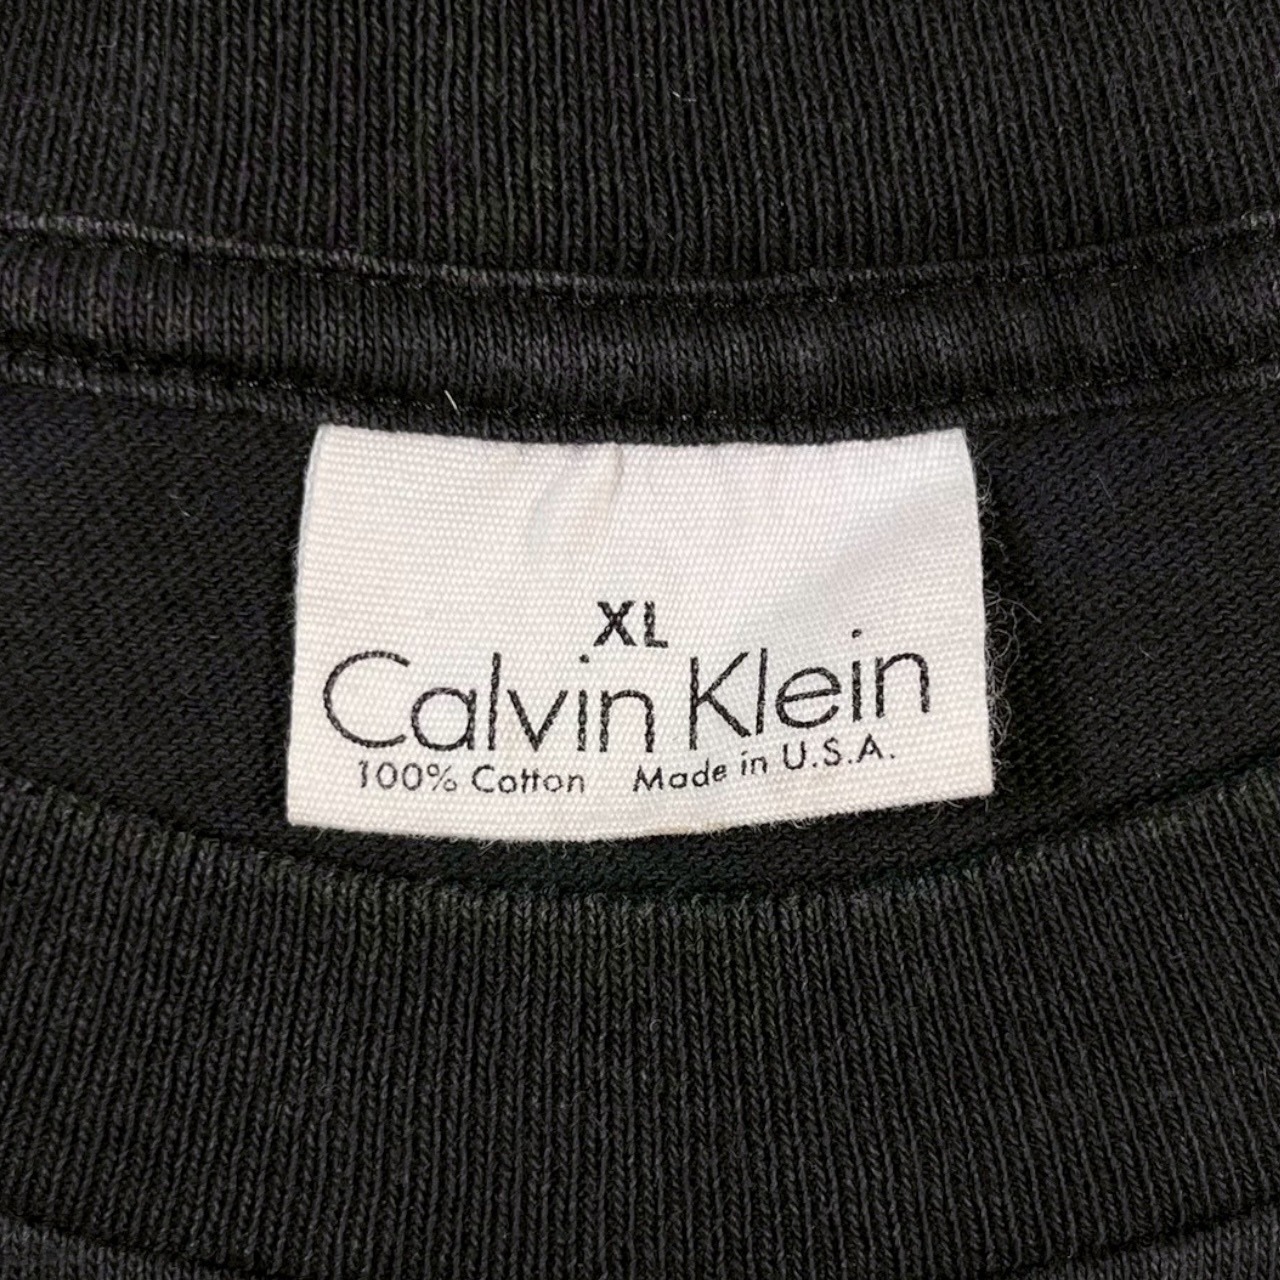 XL
Calvin Klein
100% Cotton Made in U.S.A.